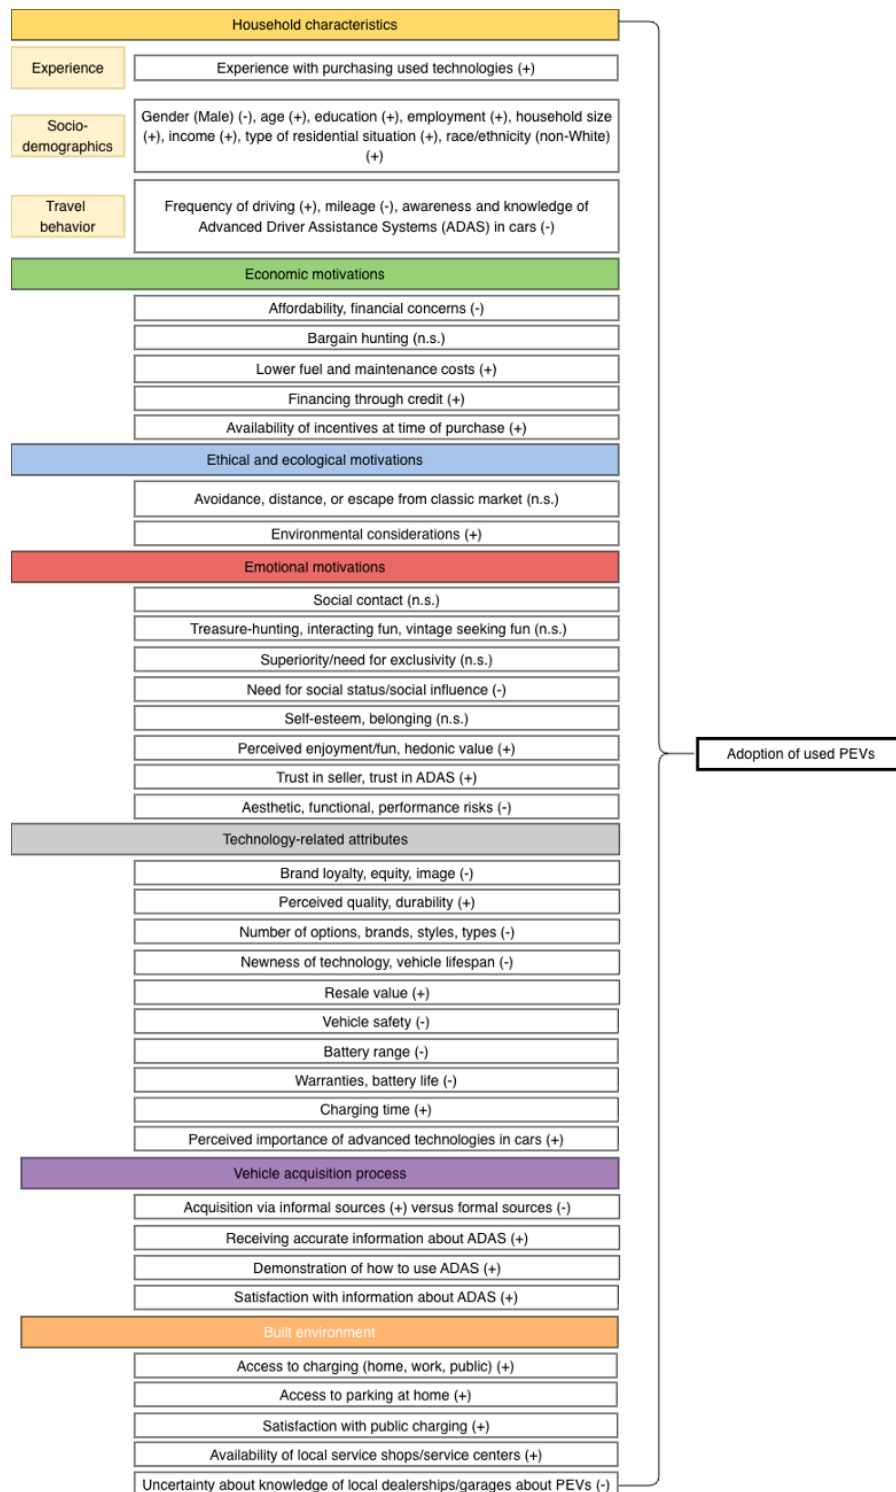 Household characteristics
Experience
Experience with purchasing used technologies (+)
Socio-
demographics
Gender (Male) (-), age (+), education (+), employment (+), household size
(+), income (+), type of residential situation (+), race/ethnicity (non-White)
(+)
Travel
behavior
Frequency of driving (+), mileage (-), awareness and knowledge of
Advanced Driver Assistance Systems (ADAS) in cars (-)
Economic motivations
Affordability, financial concerns (-)
Bargain hunting (n.s.)
Lower fuel and maintenance costs (+)
Financing through credit (+)
Availability of incentives at time of purchase (+)
Ethical and ecological motivations
Avoidance, distance, or escape from classic market (n.s.)
Environmental considerations (+)
Emotional motivations
Social contact (n.s.)
Treasure-hunting, interacting fun, vintage seeking fun (n.s.)
Superiority/need for exclusivity (n.s.)
Need for social status/social influence (-)
Self-esteem, belonging (n.s.)
Perceived enjoyment/fun, hedonic value (+)
Trust in seller, trust in ADAS (+)
Aesthetic, functional, performance risks (-)
Technology-related attributes
Brand loyalty, equity, image (-)
Perceived quality, durability (+)
Number of options, brands, styles, types (-)
Newness of technology, vehicle lifespan (-)
Resale value (+)
Vehicle safety (-)
Battery range (-)
Warranties, battery life (-)
Charging time (+)
Perceived importance of advanced technologies in cars (+)
Vehicle acquisition process
Acquisition via informal sources (+) versus formal sources (-)
Receiving accurate information about ADAS (+)
Demonstration of how to use ADAS (+)
Satisfaction with information about ADAS (+)
Built environment
Access to charging (home, work, public) (+)
Access to parking at home (+)
Satisfaction with public charging (+)
Availability of local service shops/service centers (+)
Uncertainty about knowledge of local dealerships/garages about PEVs (-)
Adoption of used PEVs